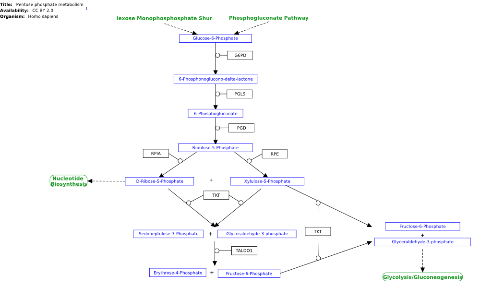 Title: Pentose phosphate metabolism
Availability: CC BY 2.0
Organism: Homo sapiens
Hexose Monophosphate Shunt
Phosphogluconate Pathway
Glucose-6-Phosphate
G6PD
6-Phosphonoglucono-delta-lactone
PGLS
6-Phosphogluconate
PGD
Ribulose-5-Phosphate
RPIA
RPE
Nucleotide
Biosynthesis
D-Ribose-5-Phosphate
+
Xylulose-5-Phosphate
TKT
Sedoheptulose-7-Phosphate
+
Glyceraldehyde-3-phosphate
TKT
Fructose-6-Phosphate
+
Glyceraldehyde-3-phosphate
TALDO1
Erythrose-4-Phosphate
+
Fructose-6-Phosphate
Glycolysis/Gluconeogenesis